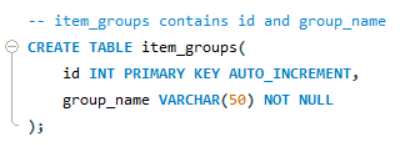 -- item_groups contains id and group_name
CREATE TABLE item_groups(
id INT PRIMARY KEY AUTO_INCREMENT,
group_name VARCHAR(50) NOT NULL
);